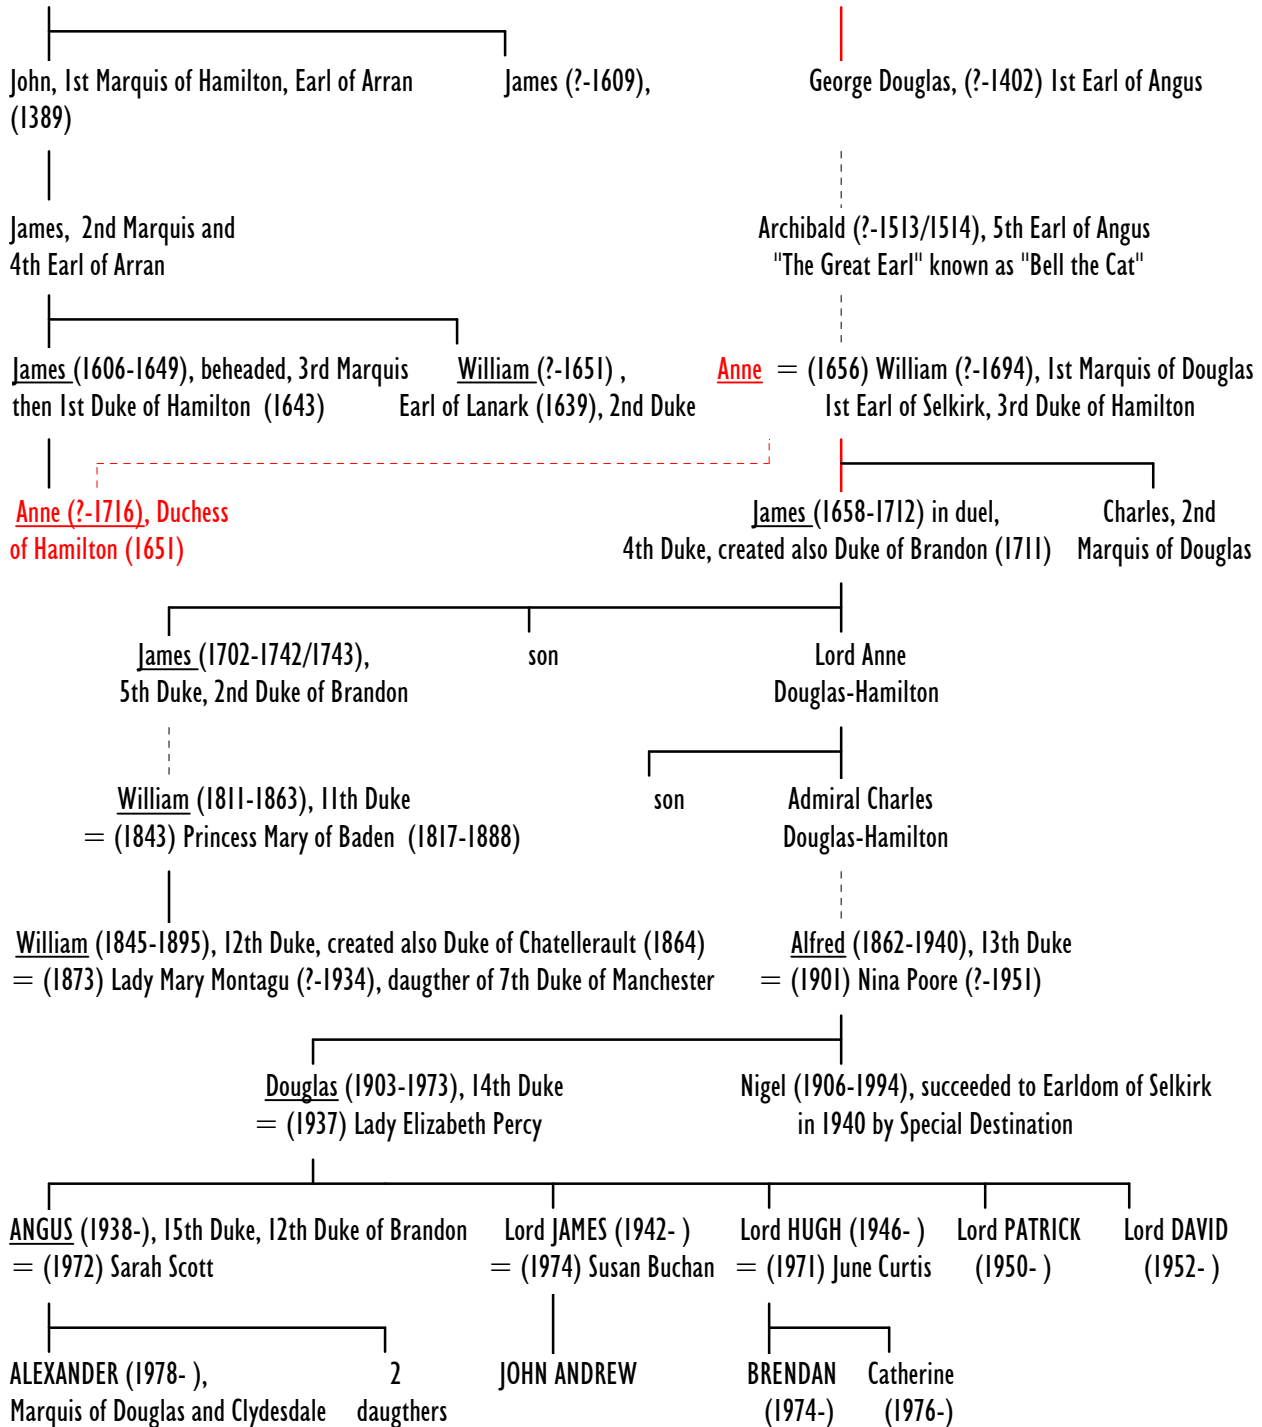 John, 1st Marquis of Hamilton, Earl of Arran
(1389)
James (?-1609),
George Douglas, (?-1402) 1st Earl of Angus
James, 2nd Marquis and
4th Earl of Arran
Archibald (?-1513/1514), 5th Earl of Angus
"The Great Earl" known as "Bell the Cat"
James (1606-1649), beheaded, 3rd Marquis
then 1st Duke of Hamilton (1643)
William (?-1651) ,
Earl of Lanark (1639), 2nd Duke
Anne = (1656) William (?-1694), 1st Marquis of Douglas
1st Earl of Selkirk, 3rd Duke of Hamilton
Anne (?-1716), Duchess
of Hamilton (1651)
James (1658-1712) in duel,
4th Duke, created also Duke of Brandon (1711)
Charles, 2nd
Marquis of Douglas
James (1702-1742/1743),
5th Duke, 2nd Duke of Brandon
son
Lord Anne
Douglas-Hamilton
William (1811-1863), 11th Duke
= (1843) Princess Mary of Baden (1817-1888)
son
Admiral Charles
Douglas-Hamilton
William (1845-1895), 12th Duke, created also Duke of Chatellerault (1864)
= (1873) Lady Mary Montagu (?-1934), daugther of 7th Duke of Manchester
Alfred (1862-1940), 13th Duke
= (1901) Nina Poore (?-1951)
Douglas (1903-1973), 14th Duke
= (1937) Lady Elizabeth Percy
Nigel (1906-1994), succeeded to Earldom of Selkirk
in 1940 by Special Destination
ANGUS (1938-), 15th Duke, 12th Duke of Brandon
= (1972) Sarah Scott
Lord JAMES (1942- )
= (1974) Susan Buchan
Lord HUGH (1946- )
= (1971) June Curtis
Lord PATRICK
(1950- )
Lord DAVID
(1952- )
ALEXANDER (1978- ),
Marquis of Douglas and Clydesdale
2
daugthers
JOHN ANDREW
BRENDAN
(1974-)
Catherine
(1976-)